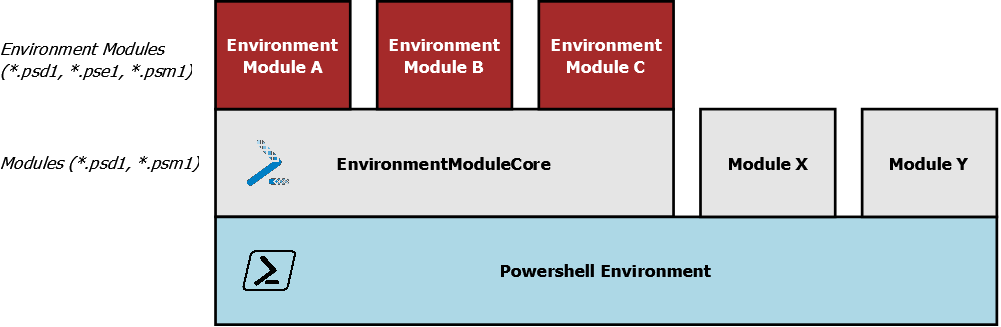 Environment Modules
(*.psd1, *.pse1, *.psm1)
Environment
Module A
Environment
Module B
Environment
Module C
Modules (*.psd1, *.psm1)
EnvironmentModuleCore
Module X
Module Y
Powershell Environment